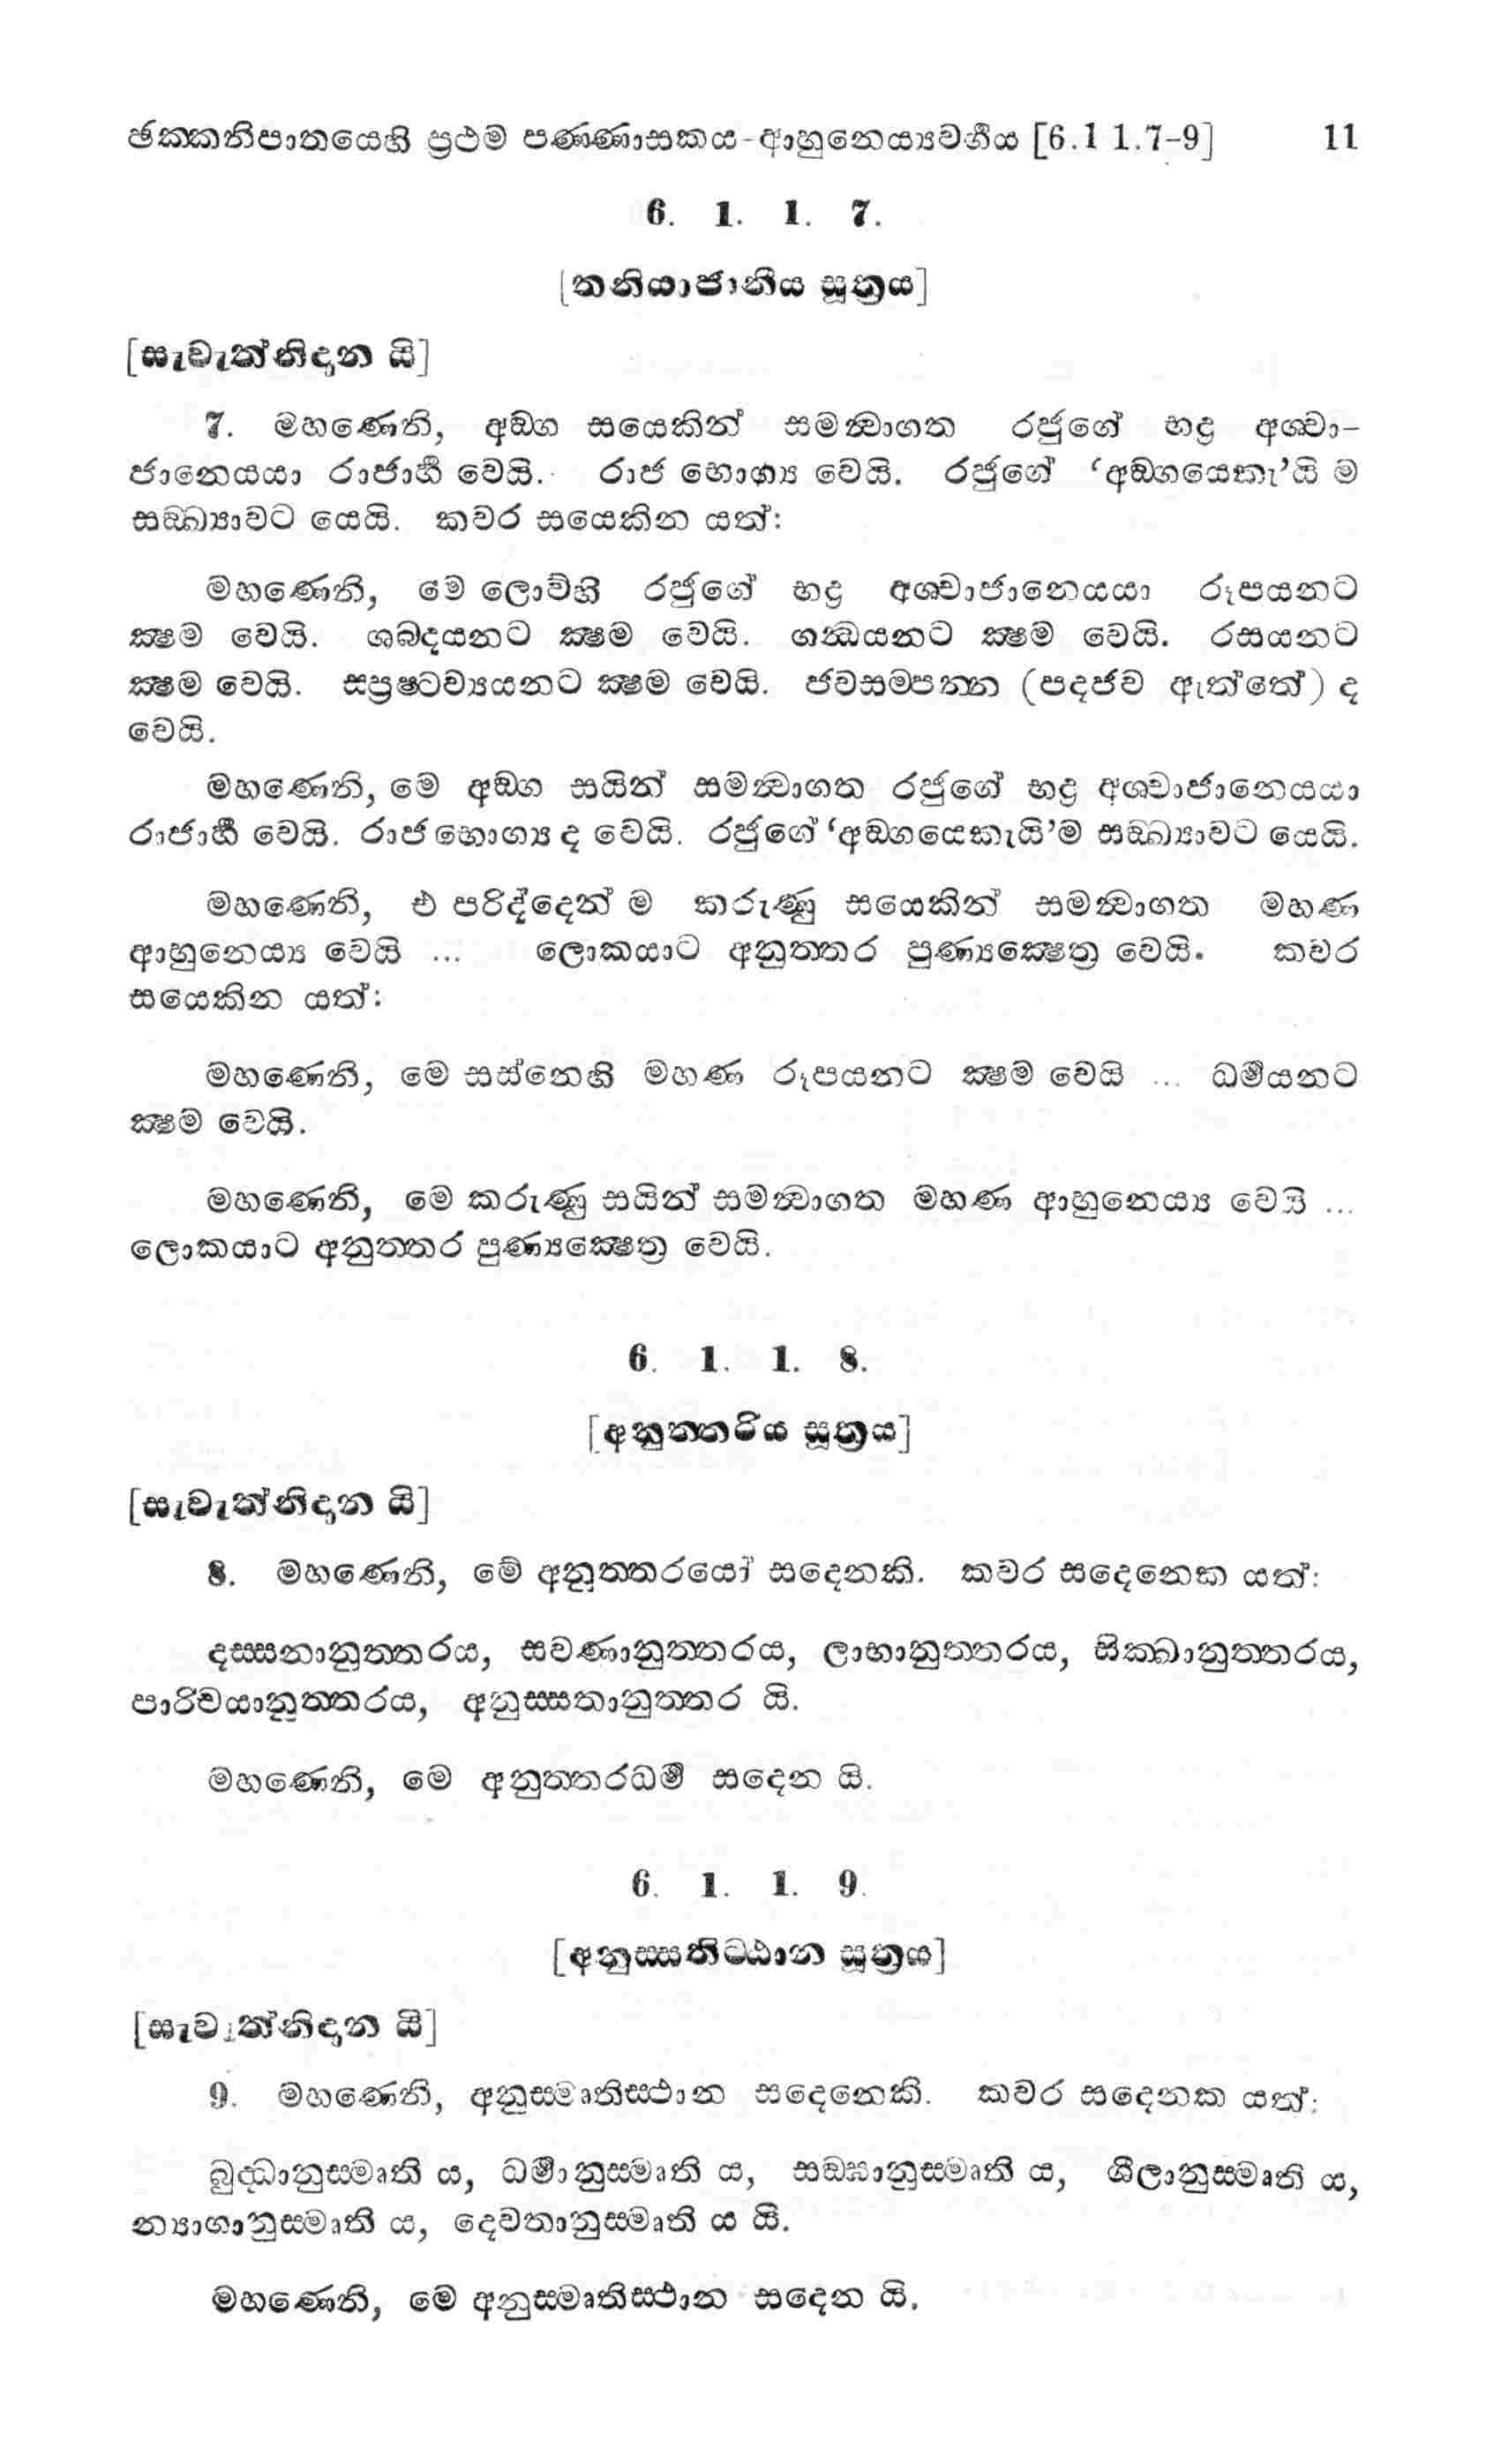 ඡක්කනිපාතයෙහි ප්‍රථම පණ්ණාසකය-ආහුනෙය්‍යවර්‍ගය [6.1 1.7-9] 11
6. 1. 1. 7.
[තතියාජානීය සූත්‍රය]
[සැවැත්නිදාන යි]
7. මහණෙනි, අඞ්ග සයෙකින් සමන්‍වාගත රජුගේ භද්‍ර අශ්වා-
ජානෙයයා රාජාර්‍හ වෙයි. රාජ භොග්‍ය වෙයි. රජුගේ ‘අඞ්ගයෙකැ’යි ම
සඞ්ඛ්‍යාවට යෙයි. කවර සයෙකින යත්:
මහණෙනි, මෙ ලොව්හි රජුගේ භද්‍ර අශ්වාජානෙයයා රූපයනට
ක්‍ෂම වෙයි. ශබ්දයනට ක්‍ෂම වෙයි. ගන්‍ධයනට ක්‍ෂම වෙයි. රසයනට
ක්‍ෂම වෙයි. ස්ප්‍රෂ්ටව්‍යයනට ක්‍ෂම වෙයි. ජවසම්පන්න (පදජව ඇත්තේ) ද
වෙයි.
මහණෙනි, මෙ අඞ්ග සයින් සමන්‍වාගත රජුගේ භද්‍ර අශ්වාජානෙයයා
රාජාර්‍හ වෙයි. රාජභොග්‍ය ද වෙයි. රජුගේ ‘අඞ්ගයෙකැයි’ම සඞ්ඛ්‍යාවට යෙයි.
මහණෙනි, එ පරිද්දෙන් ම කරුණු සයෙකින් සමන්‍වාගත මහණ
ආහුනෙය්‍ය වෙයි ... ලොකයාට අනුත්තර පුණ්‍යක්‍ෂෙත්‍ර වෙයි. කවර
සයෙකින යත්:
මහණෙනි, මෙ සස්නෙහි මහණ රූපයනට ක්‍ෂම වෙයි ... ධර්‍මයනට
ක්‍ෂම වෙයි.
මහණෙනි, මෙ කරුණු සයින් සමන්‍වාගත මහණ ආහුනෙය්‍ය වෙයි ...
ලොකයාට අනුත්තර පුණ්‍යක්‍ෂෙත්‍ර වෙයි.
6. 1. 1. 8.
[අනුත්තරිය සූත්‍රය]
[සැවැත්නිදාන යි]
8. මහණෙනි, මේ අනුත්තරයෝ සදෙනකි. කවර සදෙනෙක යත්:
දස්සනානුත්තරය, සවණානුත්තරය, ලාභානුත්තරය, සික්ඛානුත්තරය,
පාරිචයානුත්තරය, අනුස්සතානුත්තර යි.
මහණෙනි, මෙ අනුත්තරධර්‍ම සදෙන යි.
6. 1. 1. 9.
[අනුස්සතිට්ඨාන සූත්‍රය]
[සැවැත්නිදාන යි]
9. මහණෙනි, අනුස්මෘතිස්ථාන සදෙනෙකි. කවර සදෙනක යත්:
බුද්ධානුස්මෘති ය, ධර්‍මානුස්මෘති ය, සඞ්ඝානුස්මෘති ය, ශීලානුස්මෘති ය,
ත්‍යාගානුස්මෘති ය, දෙවතානුස්මෘති ය යි.
මහණෙනි, මෙ අනුස්මෘතිස්ථාන සදෙන යි.